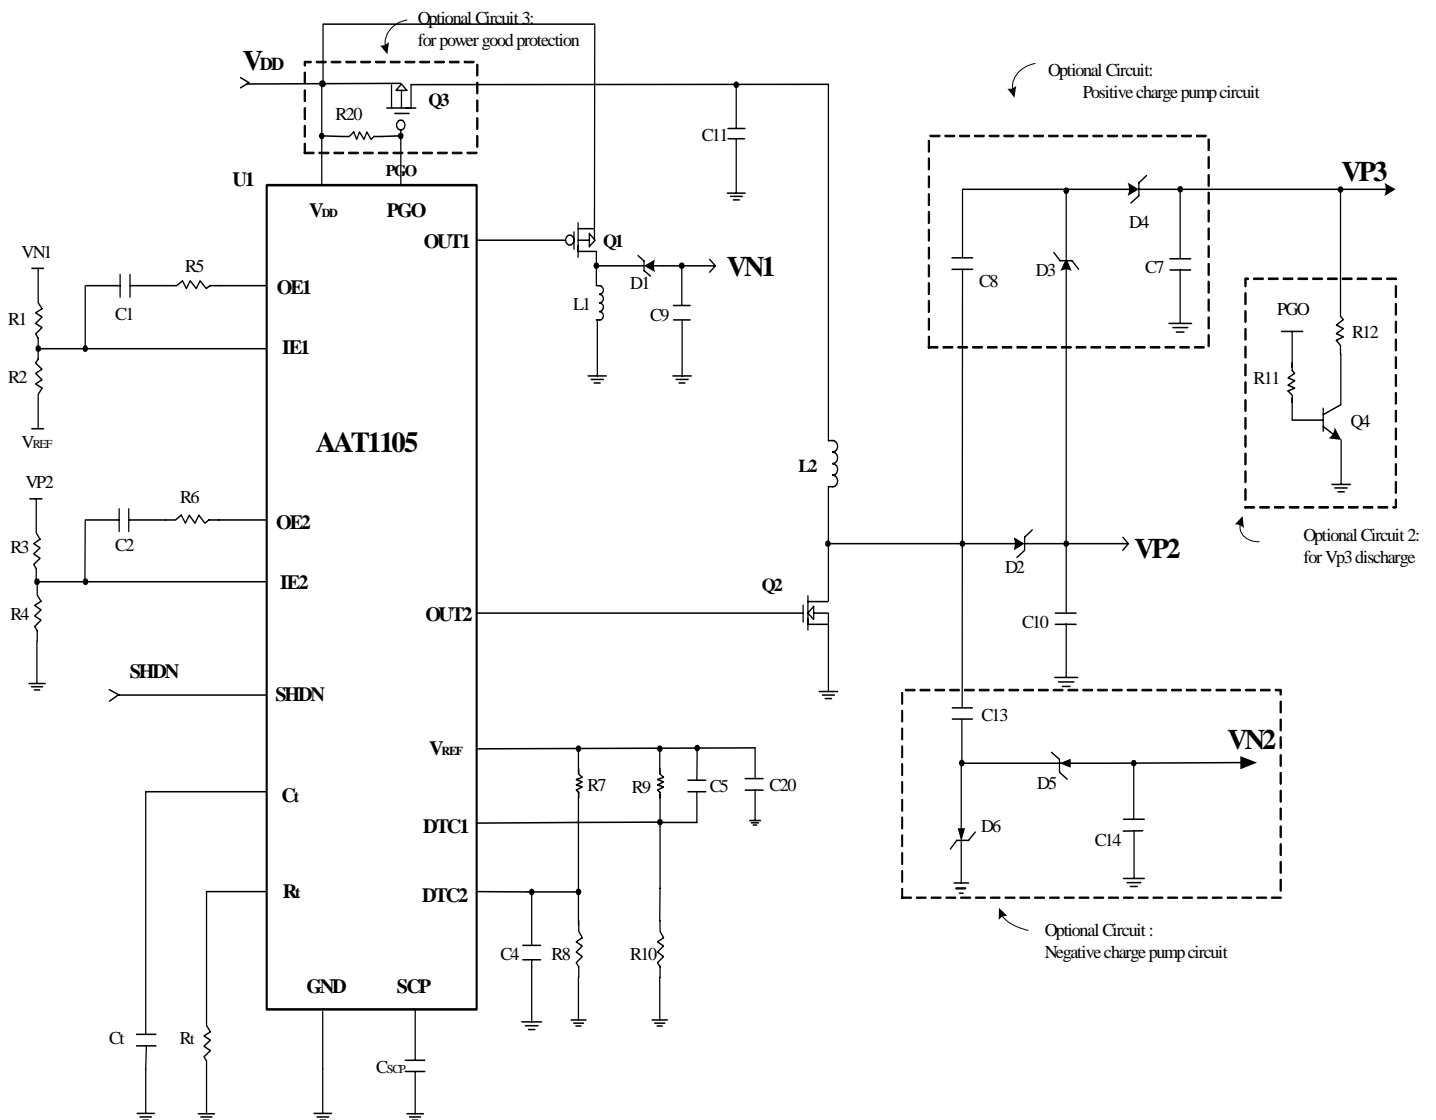 Optional Circuit 3:
for power good protection
VDD
Q3
R20
PGO
C11
Optional Circuit:
Positive charge pump circuit
U1
VDD
PGO
OUT1
Q1
D1
VN1
L1
C9
VN1
R5
C1
OE1
R1
IE1
R2
VREF
AAT1105
VP2
R6
C2
OE2
R3
IE2
R4
OUT2
Q2
L2
SHDN
SHDN
VREF
R7
R9
C5
C20
Ct
DTC1
Rt
DTC2
C4
R8
R10
GND
SCP
Ct
Rt
CSCP
C8
D3
D4
C7
VP3
PGO
R12
R11
Q4
Optional Circuit 2:
for Vp3 discharge
D2
VP2
C10
C13
VN2
D5
D6
C14
Optional Circuit :
Negative charge pump circuit